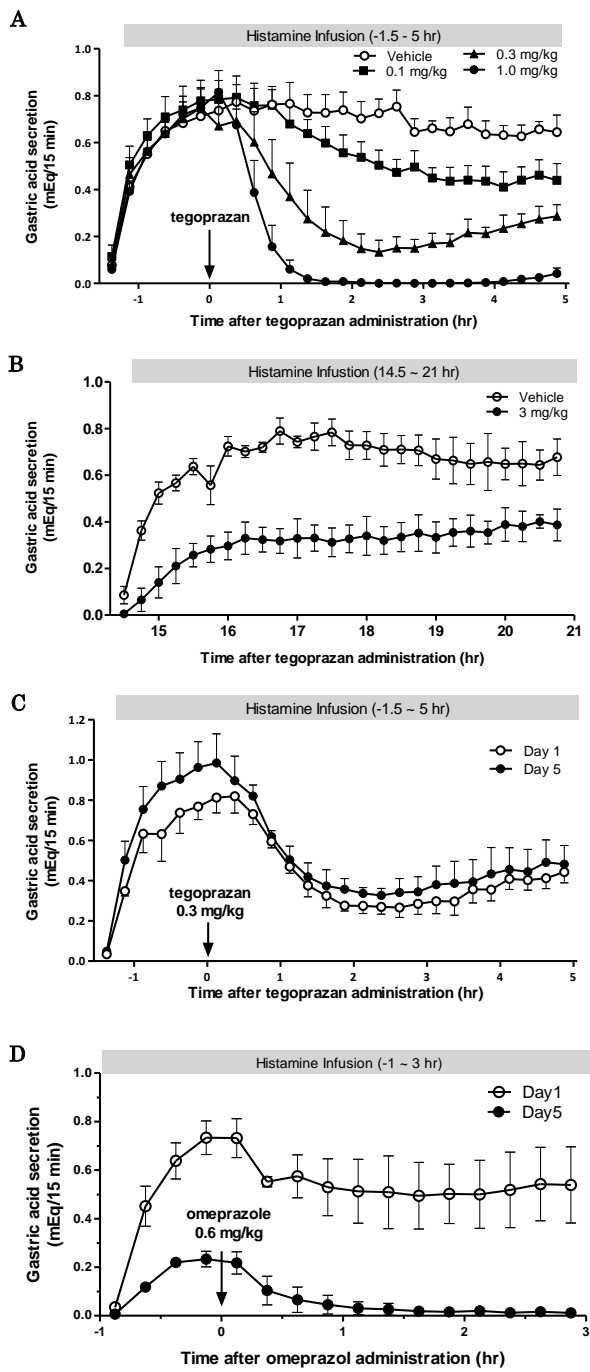 A
Histamine Infusion (-1.5 - 5 hr)
Vehicle
0.1 mg/kg
0.3 mg/kg
1.0 mg/kg
Gastric acid secretion
(mEq/15 min)
1.0
0.8
0.6
0.4
0.2
0.0
tegoprazan
-1 0 1 2 3 4 5
Time after tegoprazan administration (hr)
B
Histamine Infustion (14.5 ~ 21 hr)
Vehicle
3 mg/kg
Gastric acid secretion
(mEq/15 min)
1.0
0.8
0.6
0.4
0.2
0.0
15 16 17 18 19 20 21
Time after tegoprazan administration (hr)
C
Histamine Infusion (-1.5 ~ 5 hr)
Day 1
Day 5
Gastric acid secretion
(mEq/15 min)
1.2
1.0
0.8
0.6
0.4
0.2
0.0
tegoprazan
0.3 mg/kg
-1 0 1 2 3 4 5
Time after tegoprazan administration (hr)
D
Histamine Infusion (-1 ~ 3 hr)
Day1
Day5
Gastric acid secretion
(mEq/15 min)
1.0
0.8
0.6
0.4
0.2
0.0
omeprazole
0.6 mg/kg
-1 0 1 2 3
Time after omeprazol administration (hr)